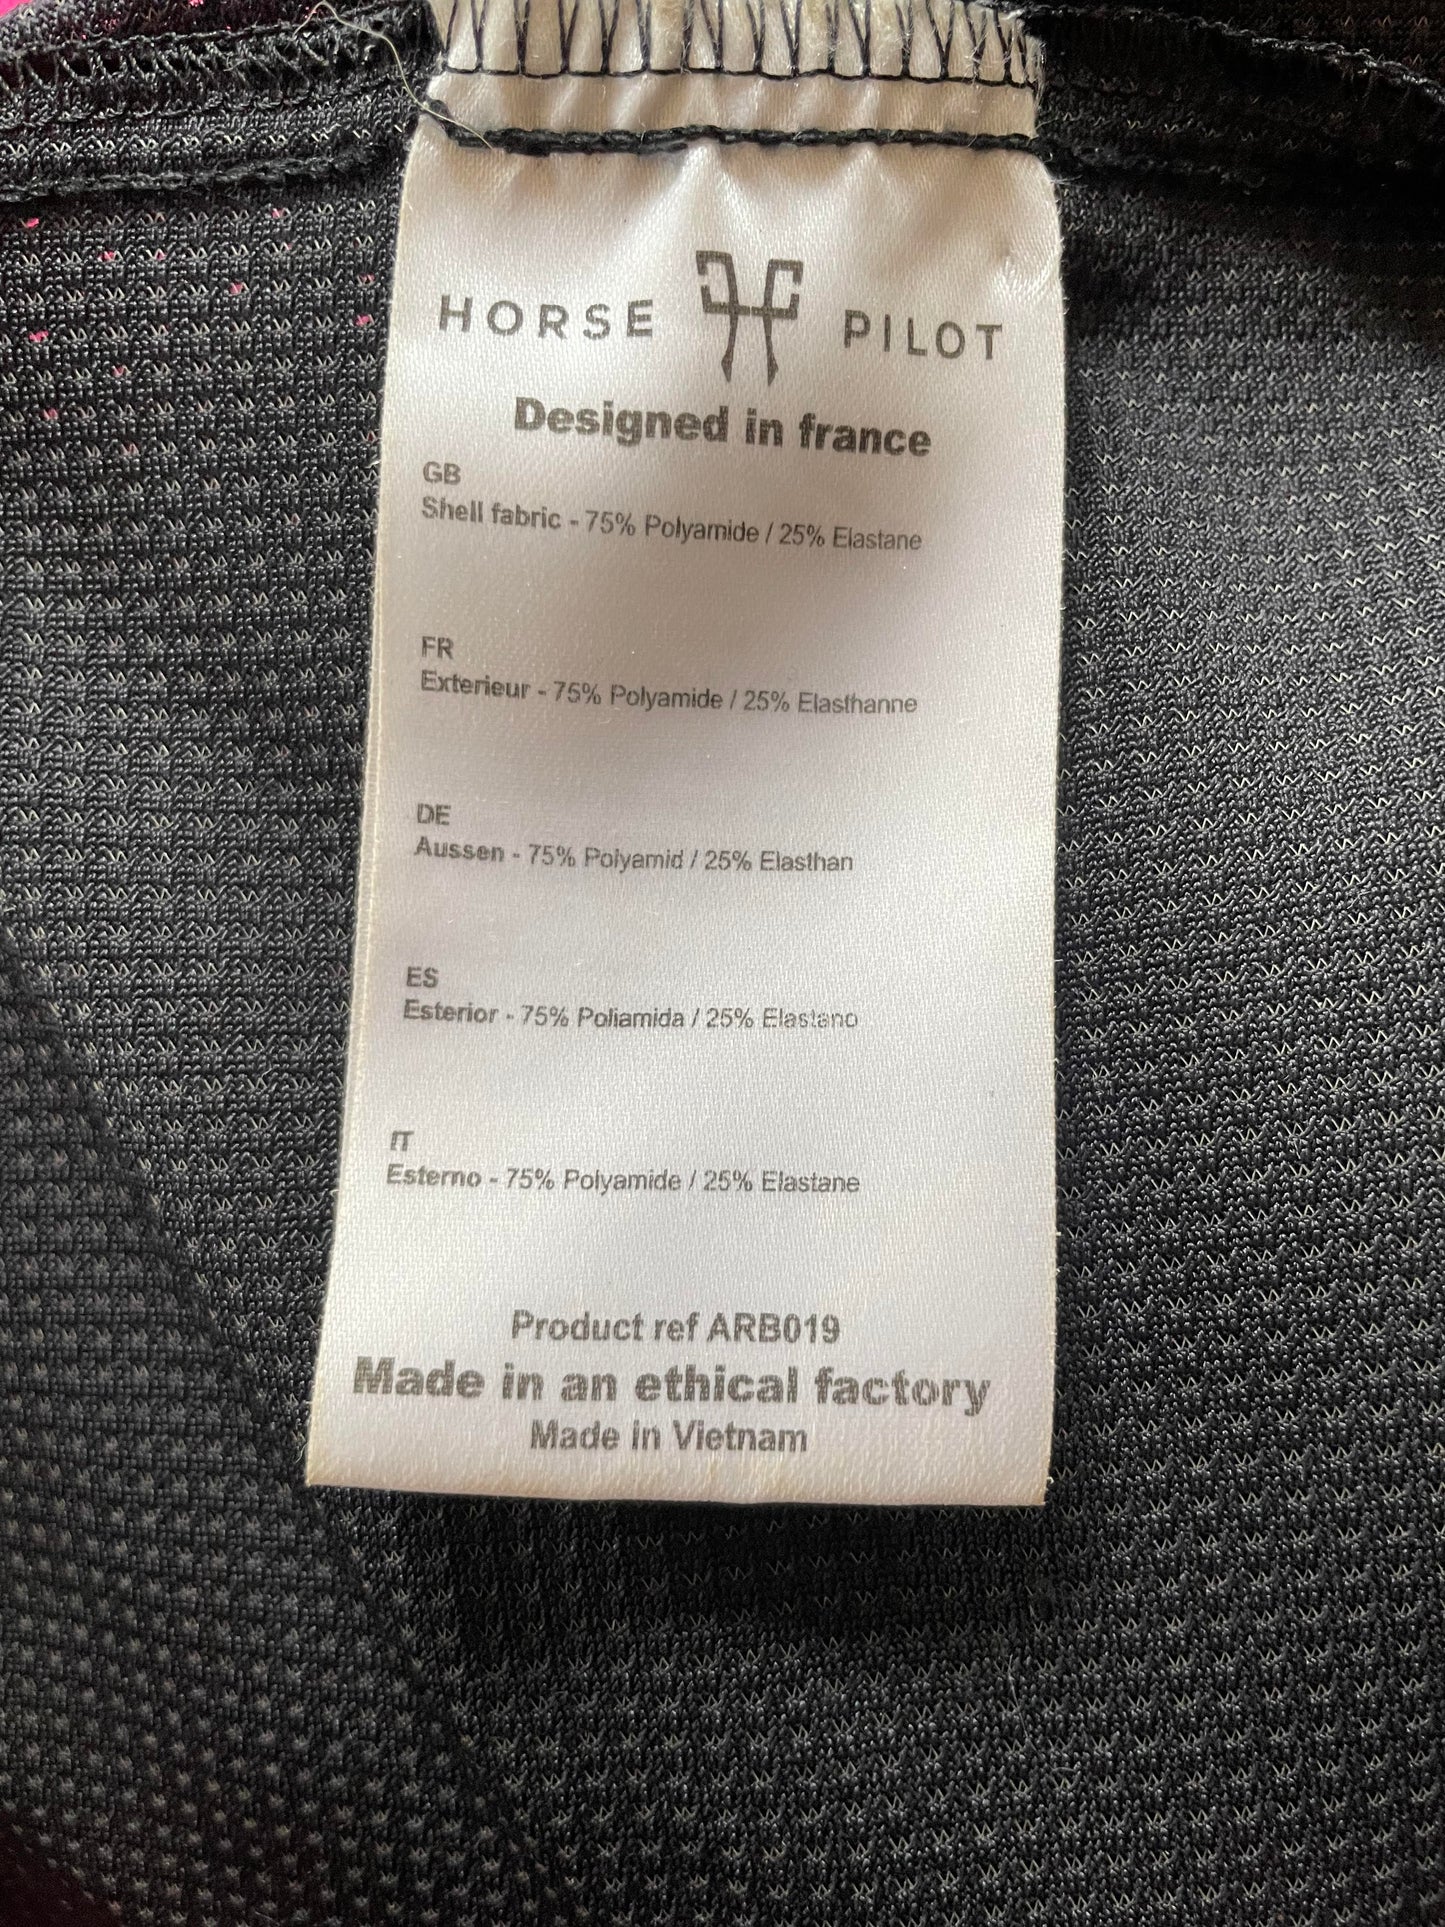 HORSE PILOT
Designed in france
GB
Shell fabric - 75% Polyamide / 25% Elastane
FR
Exterieur - 75% Polyamide / 25% Elasthanne
DE
Aussen - 75% Polyamid / 25% Elasthan
ES
Esterior - 75% Poliamida / 25% Elastano
IT
Esterno - 75% Polyamide / 25% Elastane
Product ref ARB019
Made in an ethical factory
Made in Vietnam